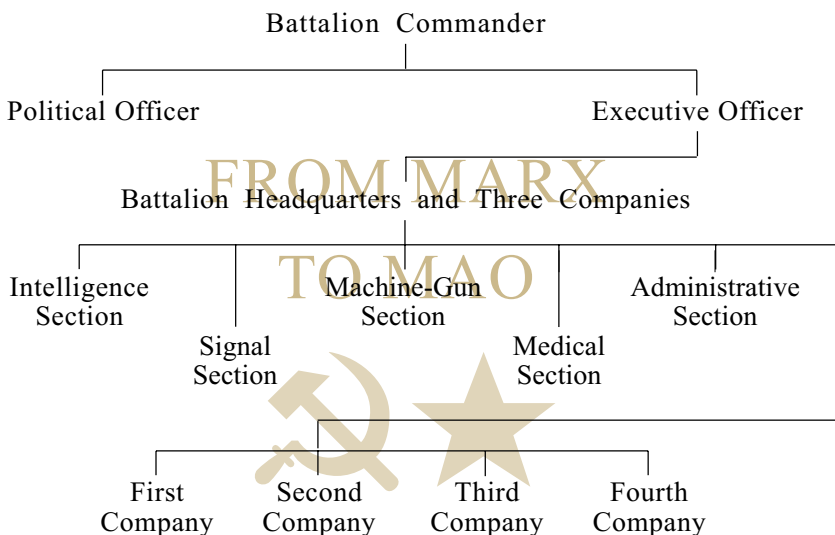 Battalion Commander
Political Officer
Executive Officer
FROM MARX
Battalion Headquarters and Three Companies
TO MAO
Intelligence
Section
Signal
Section
Machine-Gun
Section
Medical
Section
Administrative
Section
First
Company
Second
Company
Third
Company
Fourth
Company